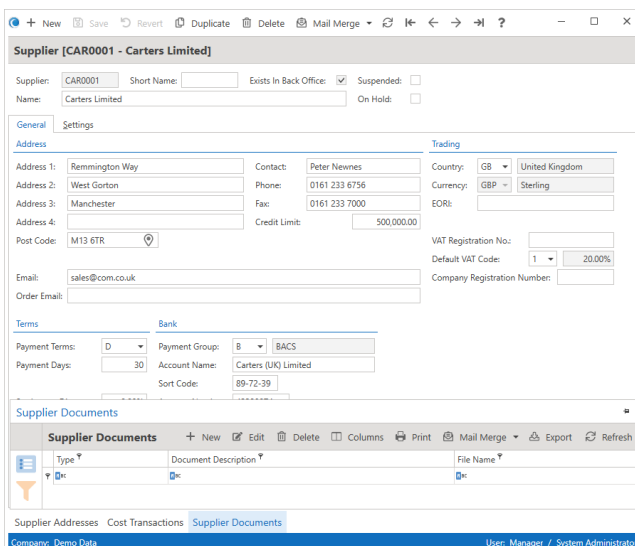 New Save Revert Duplicate Delete Mail Merge ?
Supplier [CAR0001 - Carters Limited]
Supplier: CAR0001 Short Name: Exists In Back Office: Suspended:
Name: Carters Limited On Hold:
General Settings
Address Trading
Address 1: Remmington Way Contact: Peter Newnes Country: GB United Kingdom
Address 2: West Gorton Phone: 0161 233 6756 Currency: GBP Sterling
Address 3: Manchester Fax: 0161 233 7000 EORI:
Address 4: Credit Limit: 500,000.00
Post Code: M13 6TR VAT Registration No.:
Default VAT Code: 1 20.00%
Email: sales@com.co.uk Company Registration Number:
Order Email:
Terms Bank
Payment Terms: D Payment Group: B BACS
Payment Days: 30 Account Name: Carters (UK) Limited
Sort Code: 89-72-39
Supplier Documents
Supplier Documents New Edit Delete Columns Print Mail Merge Export Refresh
Type Document Description File Name
Supplier Addresses Cost Transactions Supplier Documents
Company: Demo Data User: Manager / System Administrato